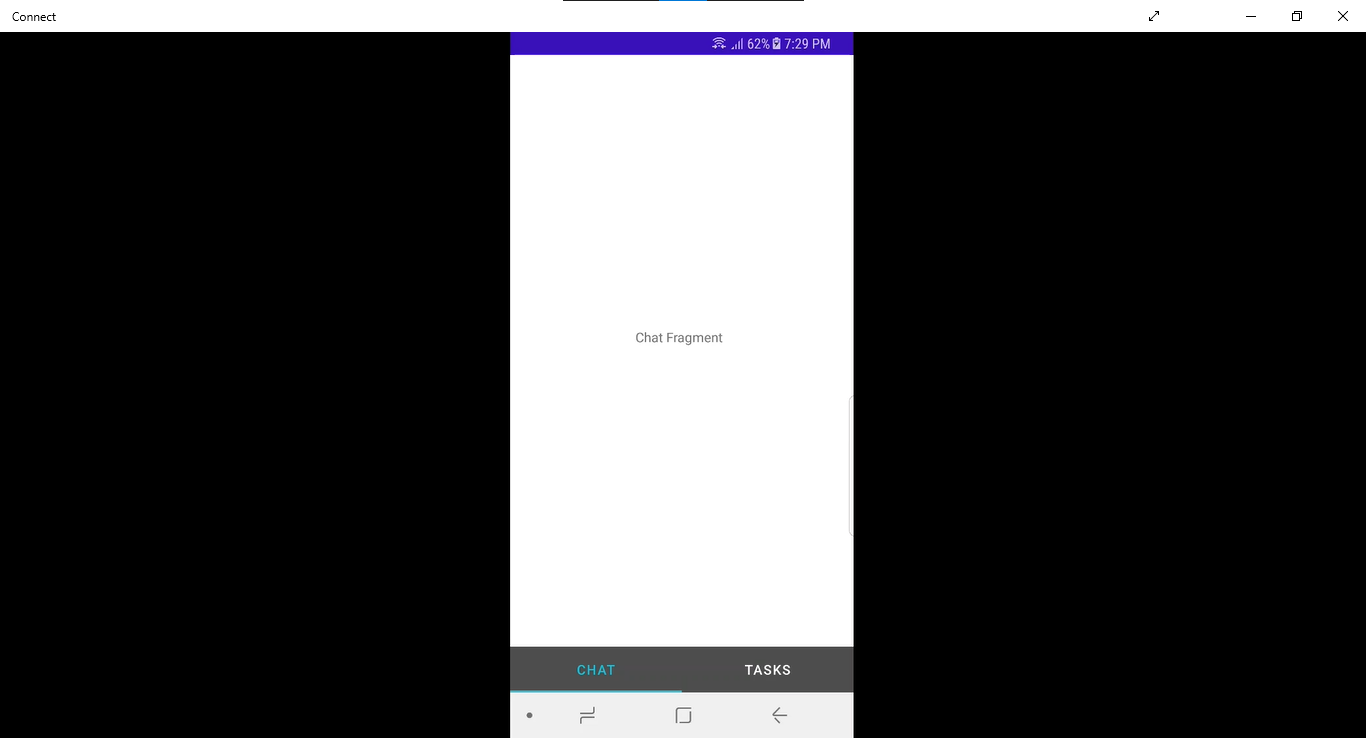 Connect
62% 7:29 PM
Chat Fragment
CHAT TASKS